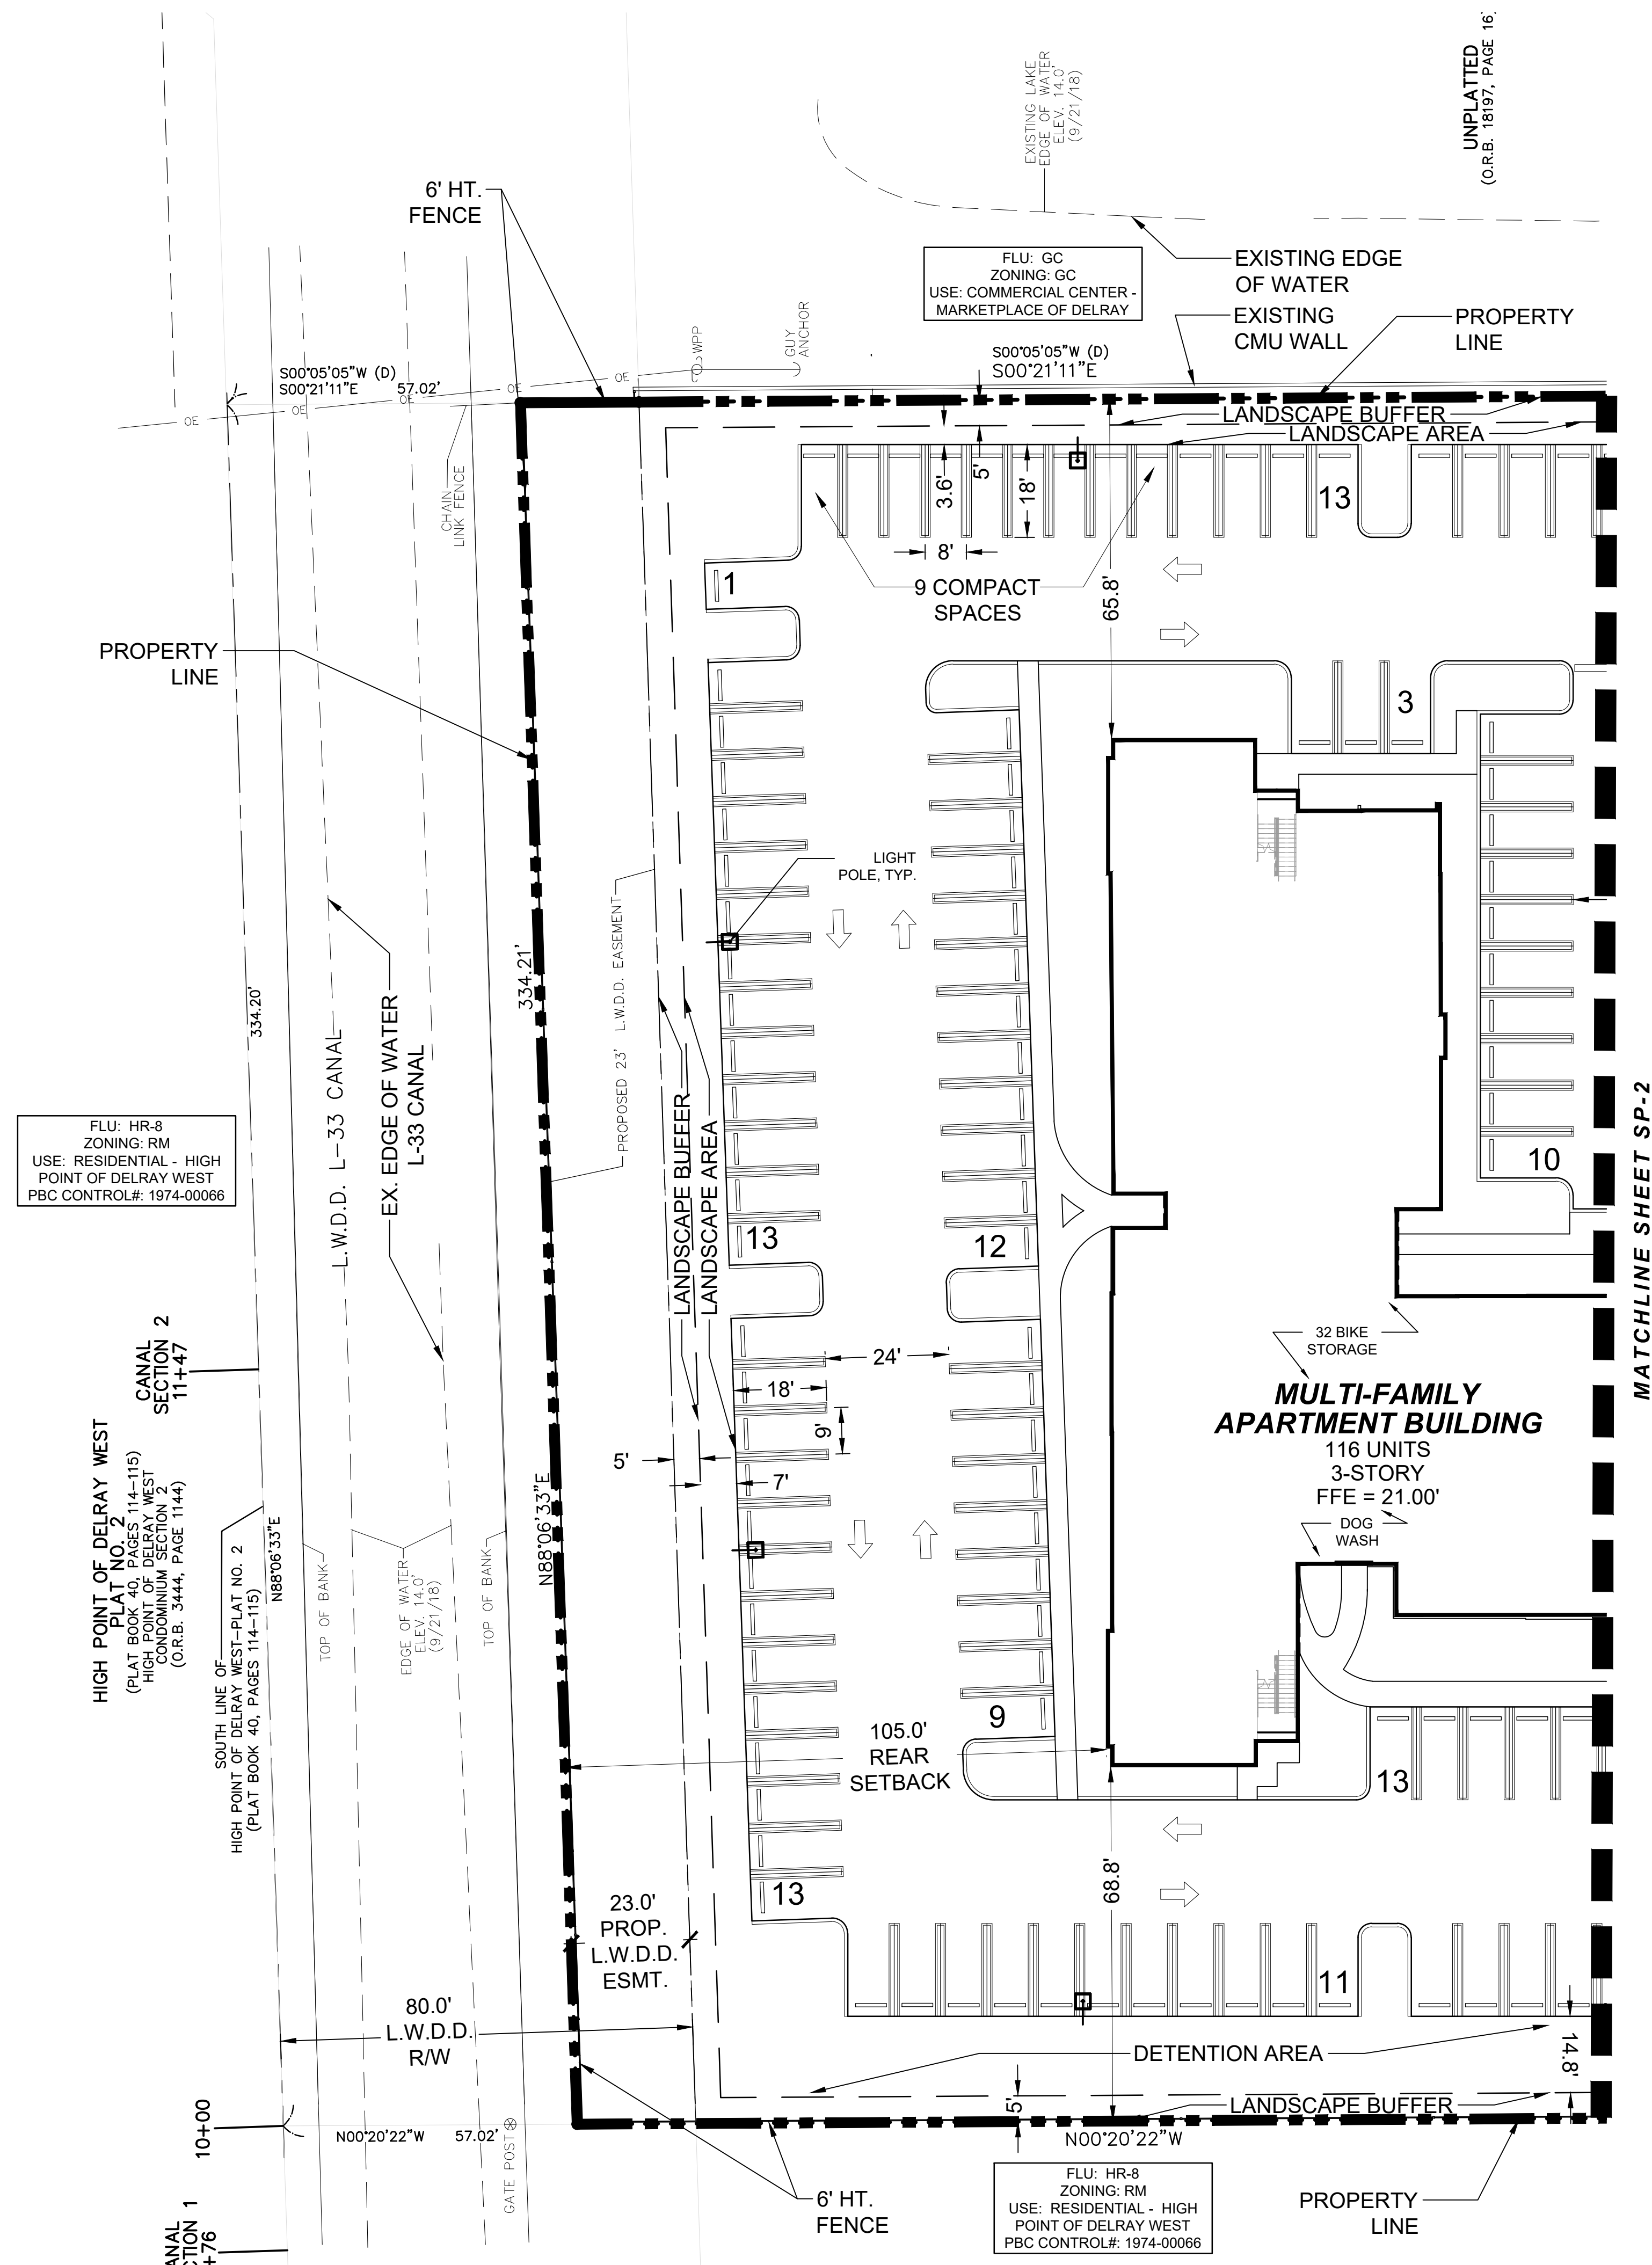 UNPLATTED
(O.R.B. 18197, PAGE 16
EXISTING LAKE
EDGE OF WATER
ELEV. 14.0'
(9/21/18)
6' HT.
FENCE
FLU: GC
ZONING: GC
USE: COMMERCIAL CENTER -
MARKETPLACE OF DELRAY
EXISTING EDGE
OF WATER
EXISTING
CMU WALL
PROPERTY
LINE
WPP
GUY
ANCHOR
S00°05'05"W (D)
S00°21'11"E 57.02'
S00°05'05"W (D)
S00°21'11"E
OE
OE
OE
OE
OE
OE
LANDSCAPE BUFFER
LANDSCAPE AREA
CHAIN
LINK FENCE
3.6'
5'
18'
13
8'
9 COMPACT
SPACES
1
65.8'
PROPERTY
LINE
3
LIGHT
POLE, TYP.
PROPOSED 23' L.W.D.D. EASEMENT
334.21'
334.20'
L.W.D.D. L-33 CANAL
EX. EDGE OF WATER
L-33 CANAL
LANDSCAPE BUFFER
LANDSCAPE AREA
FLU: HR-8
ZONING: RM
USE: RESIDENTIAL - HIGH
POINT OF DELRAY WEST
PBC CONTROL#: 1974-00066
MATCHLINE SHEET SP-2
10
13
12
CANAL
SECTION 2
11+47
32 BIKE
STORAGE
24'
18'
9'
MULTI-FAMILY
APARTMENT BUILDING
116 UNITS
3-STORY
FFE = 21.00'
5'
7'
DOG
WASH
HIGH POINT OF DELRAY WEST
PLAT NO. 2
(PLAT BOOK 40, PAGES 114-115)
HIGH POINT OF DELRAY WEST
CONDOMINIUM SECTION 2
(O.R.B. 3444, PAGE 1144)
SOUTH LINE OF
HIGH POINT OF DELRAY WEST-PLAT NO. 2
(PLAT BOOK 40, PAGES 114-115)
N88°06'33"E
TOP OF BANK
EDGE OF WATER
ELEV. 14.0'
(9/21/18)
TOP OF BANK
N88°06'33"E
9
105.0'
REAR
SETBACK
13
13
68.8'
23.0'
PROP.
L.W.D.D.
ESMT.
11
80.0'
L.W.D.D.
R/W
DETENTION AREA
14.8'
5'
LANDSCAPE BUFFER
10+00
N00°20'22"W 57.02'
GATE POST
N00°20'22"W
FLU: HR-8
ZONING: RM
USE: RESIDENTIAL - HIGH
POINT OF DELRAY WEST
PBC CONTROL#: 1974-00066
6' HT.
FENCE
PROPERTY
LINE
ANAL
CTION 1
+76